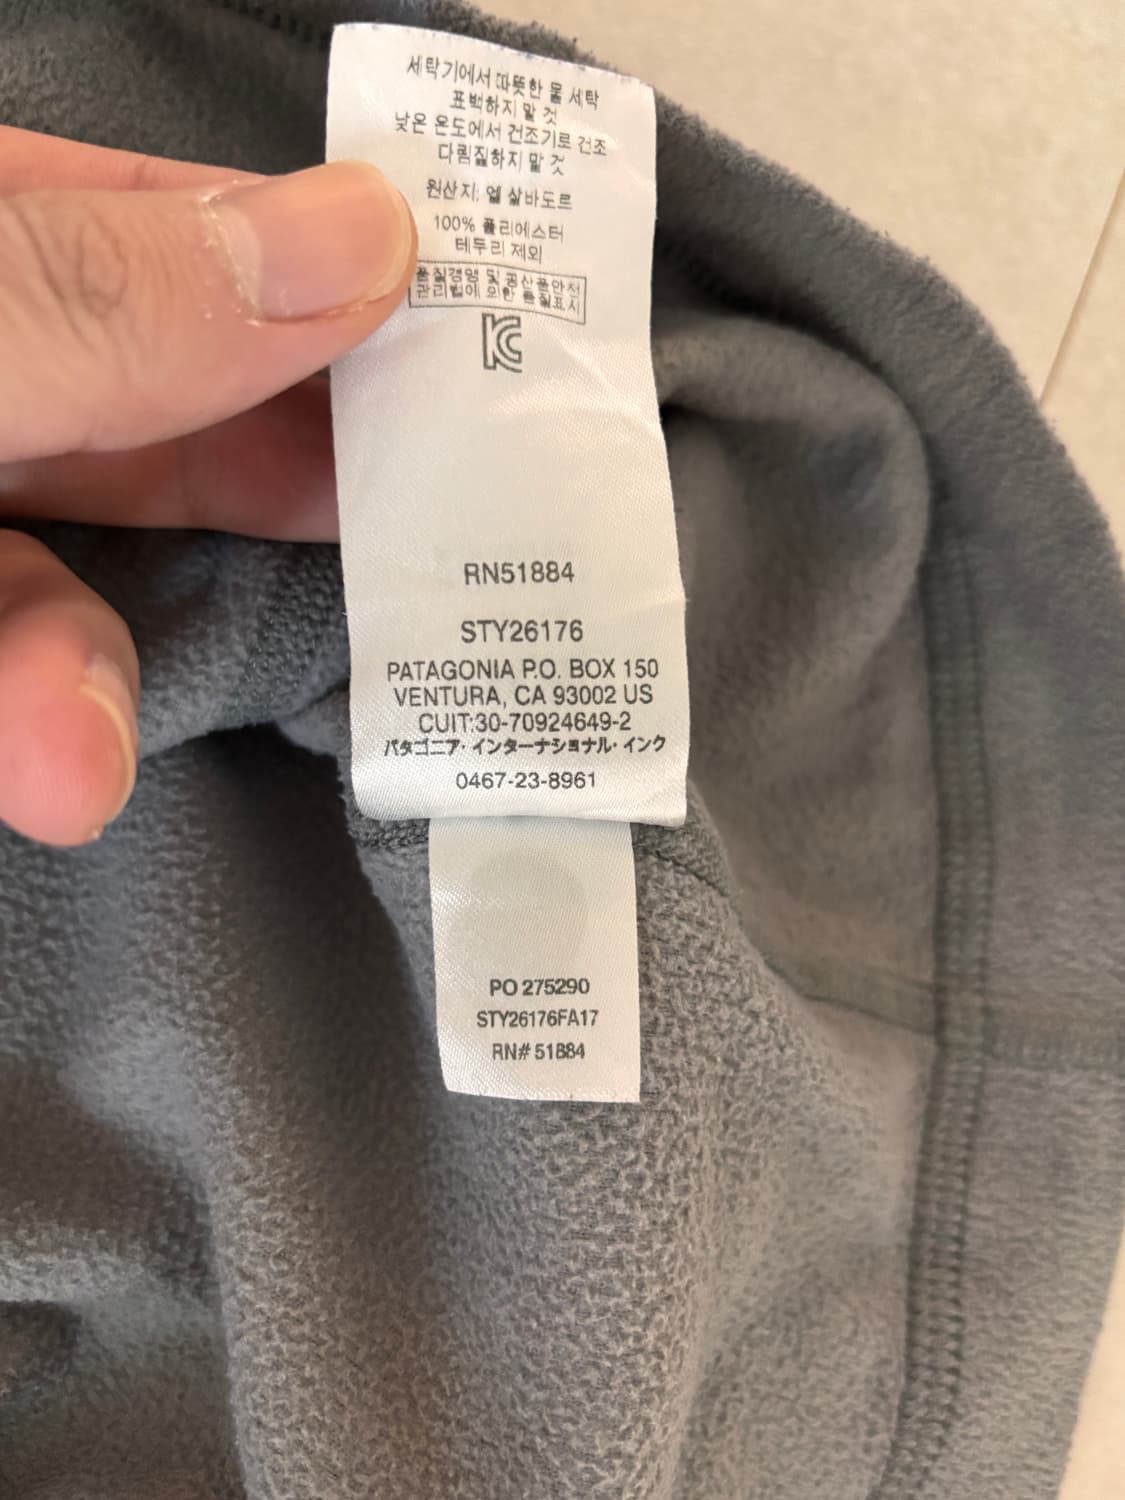 세탁기에서 따뜻한 물 세탁
표백하지 말 것
낮은 온도에서 건조기로 건조
다림질하지 말 것
원산지: 엘 살바도르
100% 폴리에스터
테두리 제외
품질경영 및 공산품안전
관리법에 의한 품질표시
KC
RN51884
STY26176
PATAGONIA P.O. BOX 150
VENTURA, CA 93002 US
CUIT:30-70924649-2
パタゴニア・インターナショナル・インク
0467-23-8961
PO 275290
STY26176FA17
RN# 51884